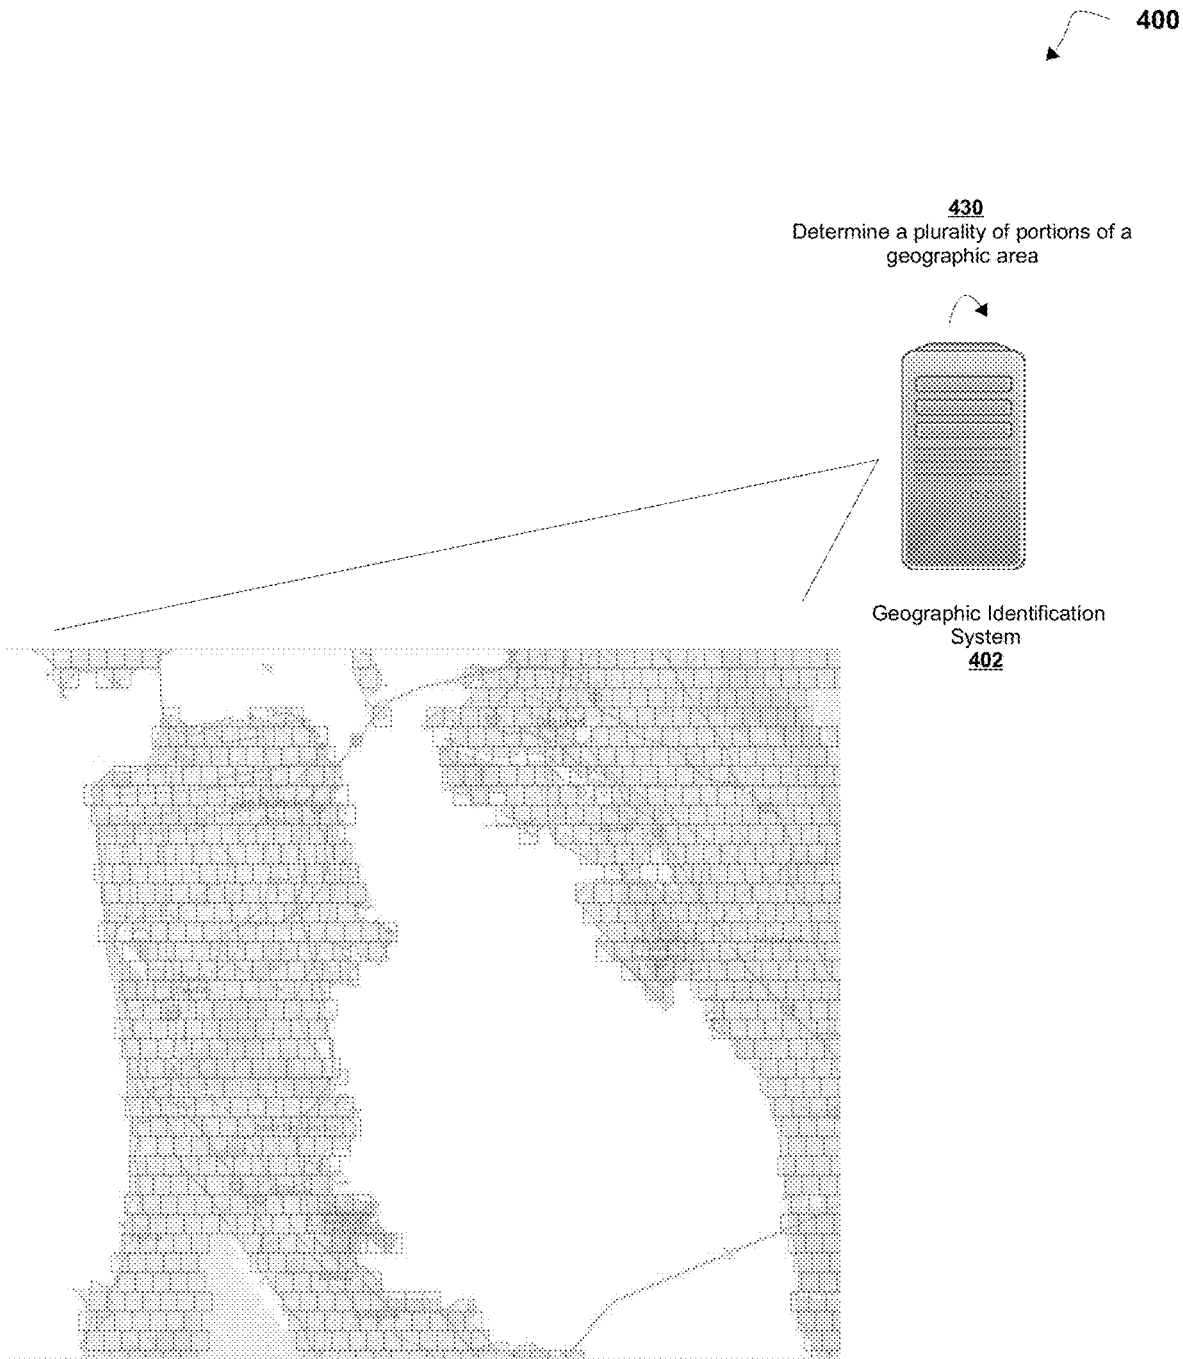 400
430
Determine a plurality of portions of a
geographic area
Geographic Identification
System
402